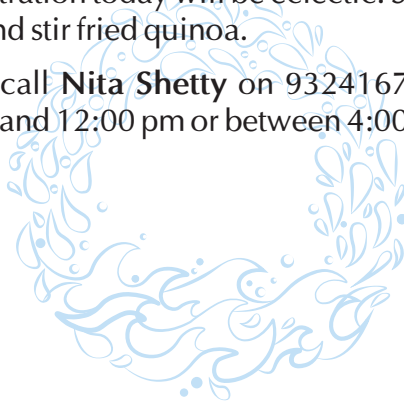 tration today will be eclectic. S
nd stir fried quinoa.
call Nita Shetty on 9324167
and 12:00 pm or between 4:00